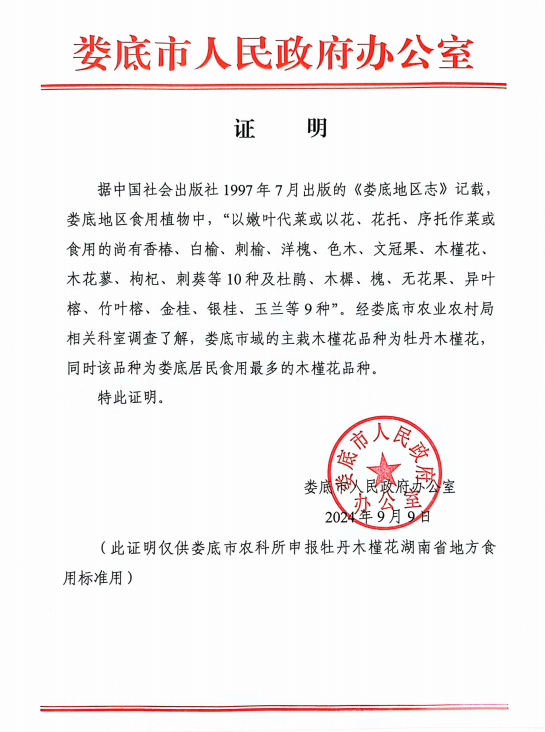 娄底市人民政府办公室
证 明
据中国社会出版社 1997 年 7 月出版的《娄底地区志》记载，
娄底地区食用植物中，“以嫩叶代菜或以花、花托、序托作菜或
食用的尚有香椿、白榆、刺榆、洋槐、色木、文冠果、木槿花、
木花蓼、枸杞、刺葵等 10 种及杜鹃、木樨、槐、无花果、异叶
榕、竹叶榕、金桂、银桂、玉兰等 9 种”。经娄底市农业农村局
相关科室调查了解，娄底市域的主栽木槿花品种为牡丹木槿花，
同时该品种为娄底居民食用最多的木槿花品种。
特此证明。
娄底市人民政府办公室
娄底市人民政府办公室
2024 年 9 月 9 日
（此证明仅供娄底市农科所申报牡丹木槿花湖南省地方食
用标准用）